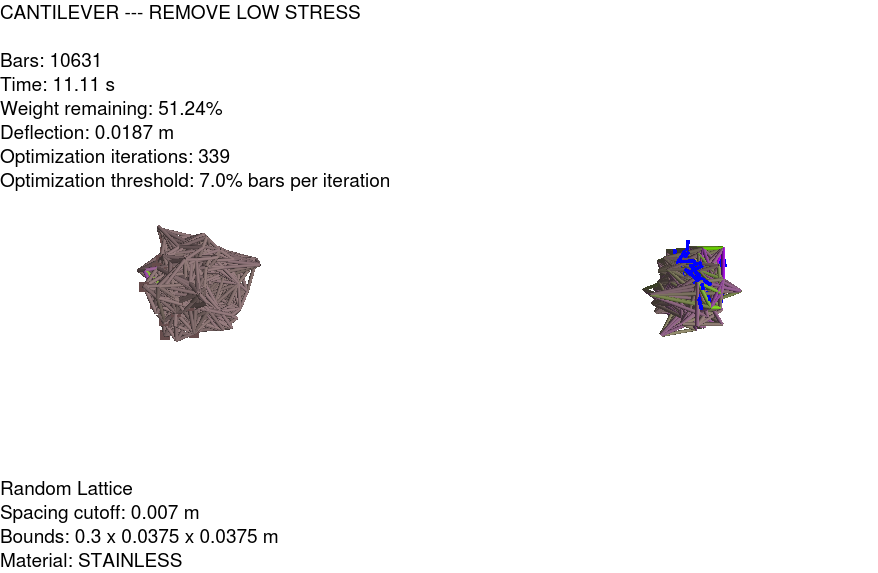 CANTILEVER --- REMOVE LOW STRESS
Bars: 10631
Time: 11.11 s
Weight remaining: 51.24%
Deflection: 0.0187 m
Optimization iterations: 339
Optimization threshold: 7.0% bars per iteration
Random Lattice
Spacing cutoff: 0.007 m
Bounds: 0.3 x 0.0375 x 0.0375 m
Material: STAINLESS